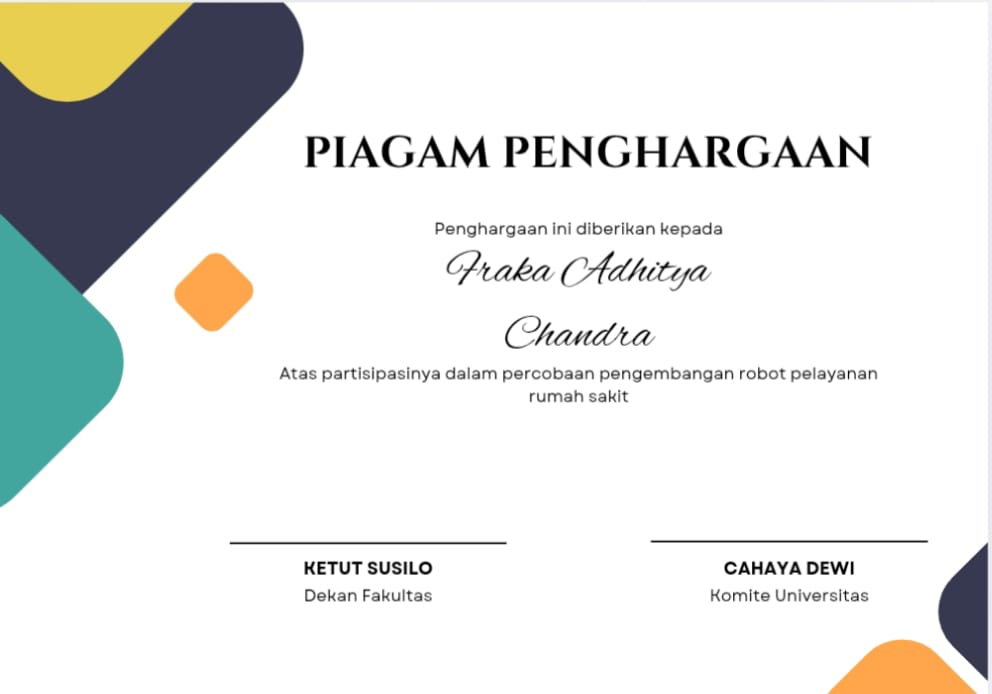 PIAGAM PENGHARGAAN
Penghargaan ini diberikan kepada
Fraka Adhitya
Chandra
Atas partisipasinya dalam percobaan pengembangan robot pelayanan
rumah sakit
KETUT SUSILO
Dekan Fakultas
CAHAYA DEWI
Komite Universitas